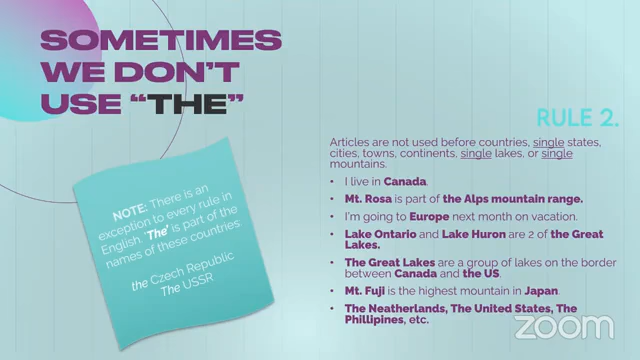 SOMETIMES
WE DON'T
USE “THE”
NOTE: There is an
exception to every rule in
English. ‘The’ is part of the
names of these countries.
the Czech Republic
The USSR
RULE 2.
Articles are not used before countries, single states,
cities, towns, continents, single lakes, or single
mountains.
• I live in Canada.
• Mt. Rosa is part of the Alps mountain range.
• I'm going to Europe next month on vacation.
• Lake Ontario and Lake Huron are 2 of the Great
Lakes.
• The Great Lakes are a group of lakes on the border
between Canada and the US.
• Mt. Fuji is the highest mountain in Japan.
• The Neatherlands, The United States, The
Phillipines, etc.
zoom